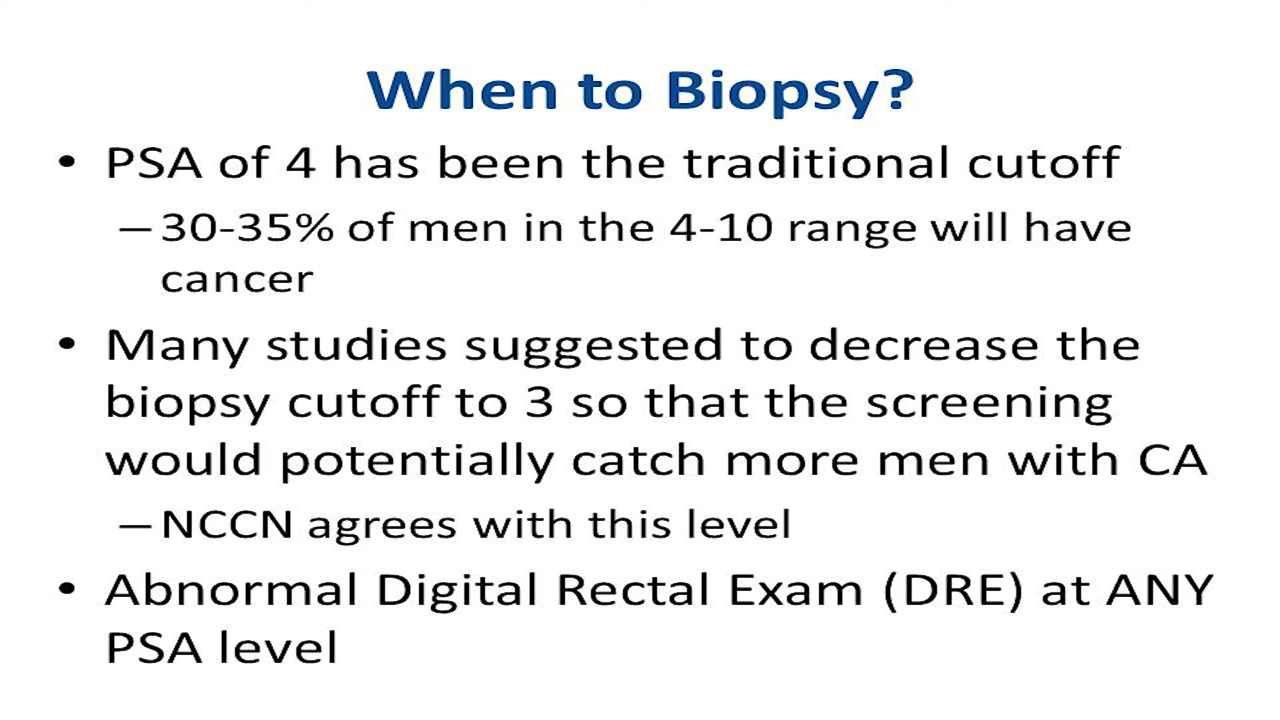 When to Biopsy?
• PSA of 4 has been the traditional cutoff
– 30-35% of men in the 4-10 range will have
cancer
• Many studies suggested to decrease the
biopsy cutoff to 3 so that the screening
would potentially catch more men with CA
– NCCN agrees with this level
• Abnormal Digital Rectal Exam (DRE) at ANY
PSA level